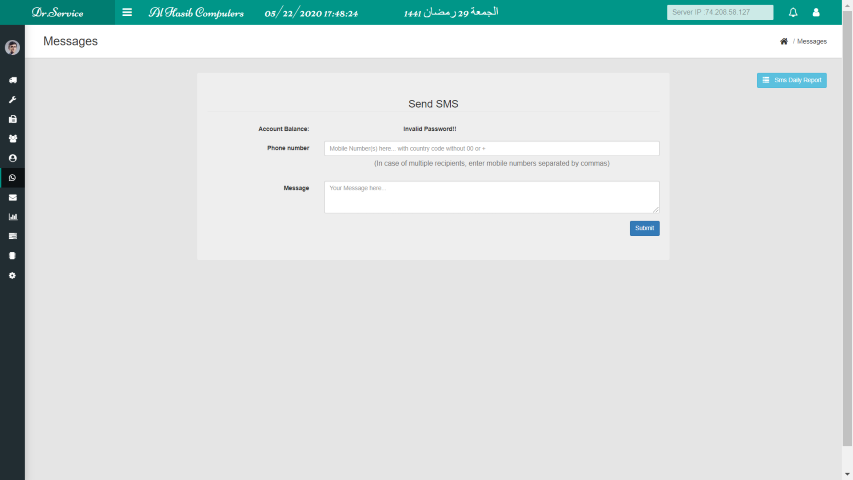 Dr.Service
Al Hasib Computers
05/22/2020 17:48:24
الجمعة 29 رمضان 1441
Server IP :74.208.59.127
Messages
/ Messages
Sms Daily Report
Send SMS
Account Balance: Invalid Password!!
Phone number
Mobile Number(s) here... with country code without 00 or +
(In case of multiple recipients, enter mobile numbers separated by commas)
Message
Your Message here...
Submit